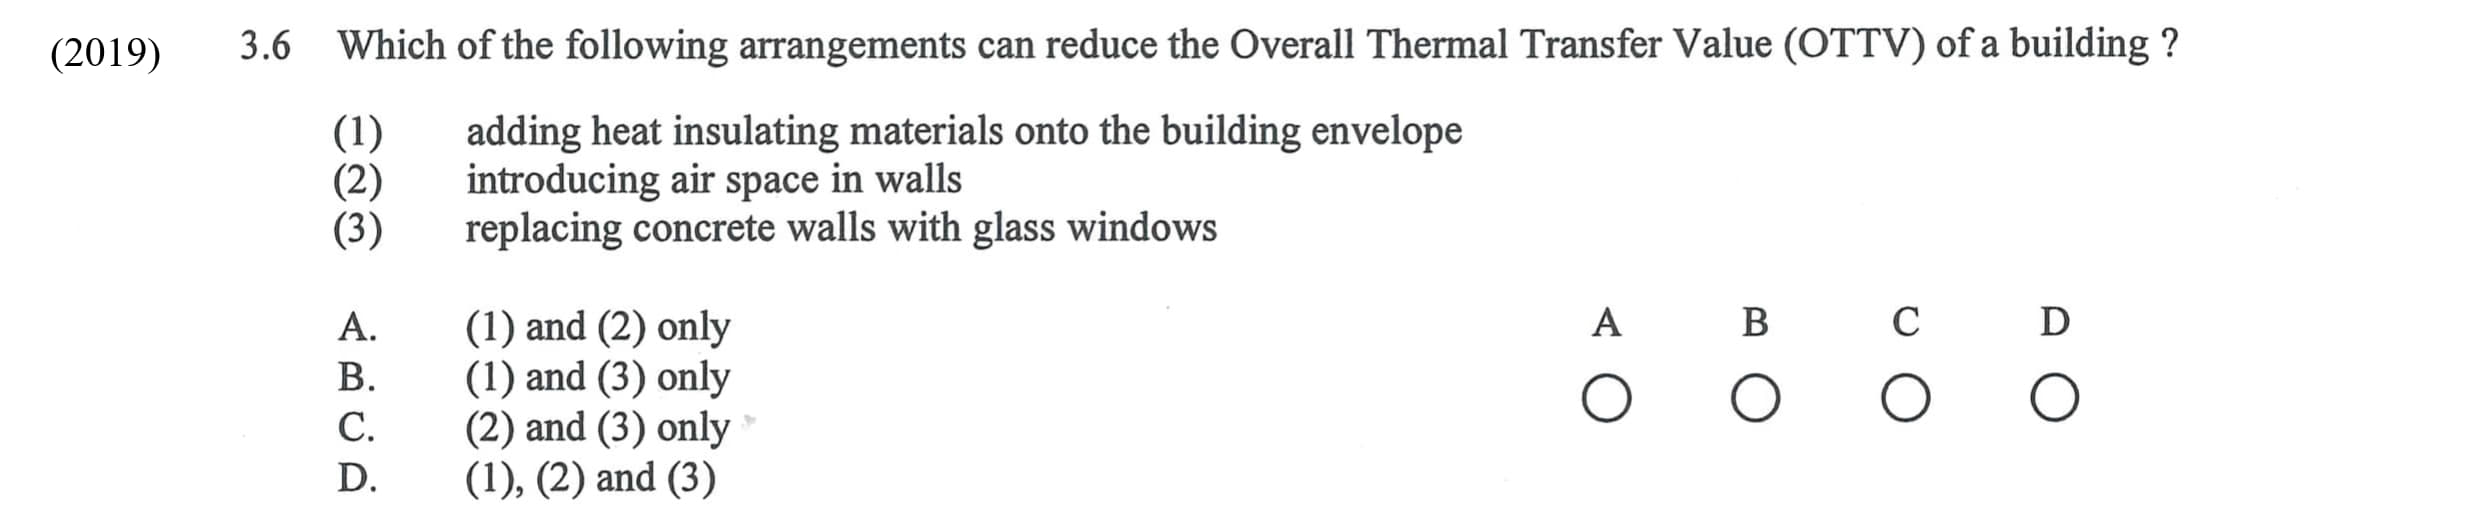 (2019) 3.6 Which of the following arrangements can reduce the Overall Thermal Transfer Value (OTTV) of a building ?
(1) adding heat insulating materials onto the building envelope
(2) introducing air space in walls
(3) replacing concrete walls with glass windows
A. (1) and (2) only A B C D
B. (1) and (3) only
C. (2) and (3) only
D. (1), (2) and (3)